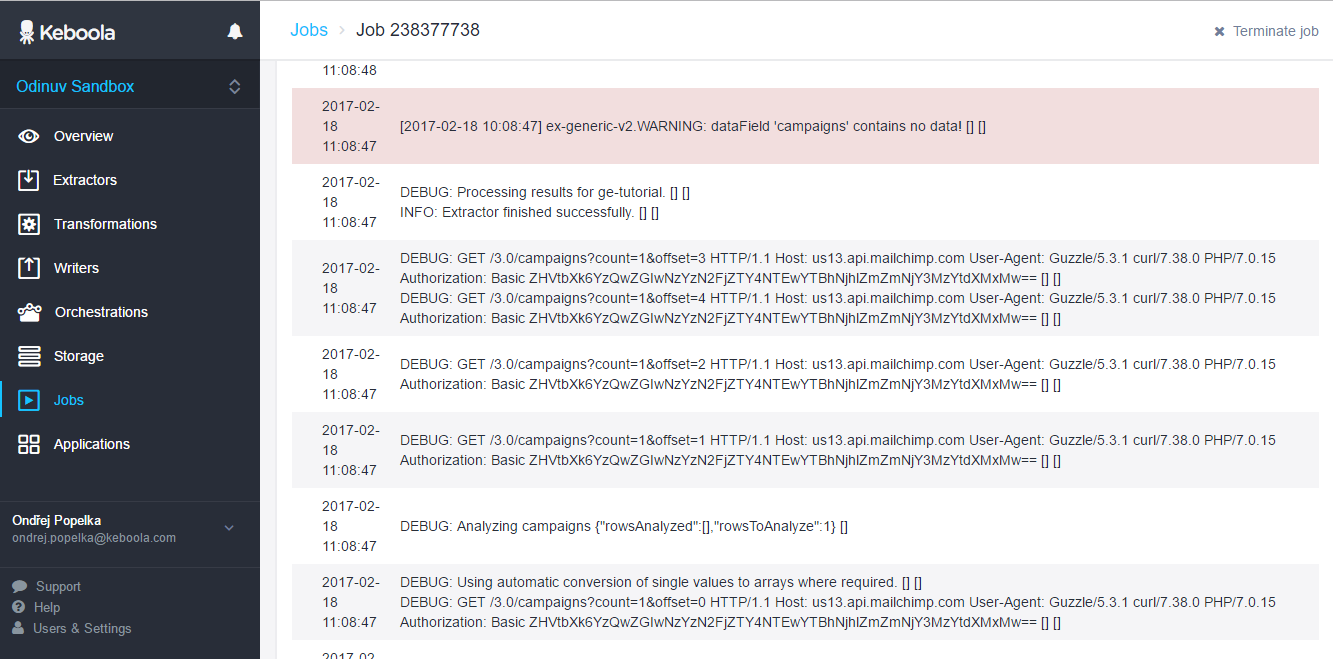 Keboola
Jobs › Job 238377738
✖ Terminate job
Odinuv Sandbox
Overview
Extractors
Transformations
Writers
Orchestrations
Storage
Jobs
Applications
Ondřej Popelka
ondrej.popelka@keboola.com
Support
Help
Users & Settings
11:08:48
2017-02-
18
11:08:47
[2017-02-18 10:08:47] ex-generic-v2.WARNING: dataField 'campaigns' contains no data! [] []
2017-02-
18
11:08:47
DEBUG: Processing results for ge-tutorial. [] []
INFO: Extractor finished successfully. [] []
2017-02-
18
11:08:47
DEBUG: GET /3.0/campaigns?count=1&offset=3 HTTP/1.1 Host: us13.api.mailchimp.com User-Agent: Guzzle/5.3.1 curl/7.38.0 PHP/7.0.15
Authorization: Basic ZHVtbXk6YzQwZGIwNzYzN2FjZTY4NTEwYTBhNjhlZmZmNjY3MzYtdXMxMw== [] []
DEBUG: GET /3.0/campaigns?count=1&offset=4 HTTP/1.1 Host: us13.api.mailchimp.com User-Agent: Guzzle/5.3.1 curl/7.38.0 PHP/7.0.15
Authorization: Basic ZHVtbXk6YzQwZGIwNzYzN2FjZTY4NTEwYTBhNjhlZmZmNjY3MzYtdXMxMw== [] []
2017-02-
18
11:08:47
DEBUG: GET /3.0/campaigns?count=1&offset=2 HTTP/1.1 Host: us13.api.mailchimp.com User-Agent: Guzzle/5.3.1 curl/7.38.0 PHP/7.0.15
Authorization: Basic ZHVtbXk6YzQwZGIwNzYzN2FjZTY4NTEwYTBhNjhlZmZmNjY3MzYtdXMxMw== [] []
2017-02-
18
11:08:47
DEBUG: GET /3.0/campaigns?count=1&offset=1 HTTP/1.1 Host: us13.api.mailchimp.com User-Agent: Guzzle/5.3.1 curl/7.38.0 PHP/7.0.15
Authorization: Basic ZHVtbXk6YzQwZGIwNzYzN2FjZTY4NTEwYTBhNjhlZmZmNjY3MzYtdXMxMw== [] []
2017-02-
18
11:08:47
DEBUG: Analyzing campaigns {"rowsAnalyzed":[],"rowsToAnalyze":1} []
2017-02-
18
11:08:47
DEBUG: Using automatic conversion of single values to arrays where required. [] []
DEBUG: GET /3.0/campaigns?count=1&offset=0 HTTP/1.1 Host: us13.api.mailchimp.com User-Agent: Guzzle/5.3.1 curl/7.38.0 PHP/7.0.15
Authorization: Basic ZHVtbXk6YzQwZGIwNzYzN2FjZTY4NTEwYTBhNjhlZmZmNjY3MzYtdXMxMw== [] []
2017-02-